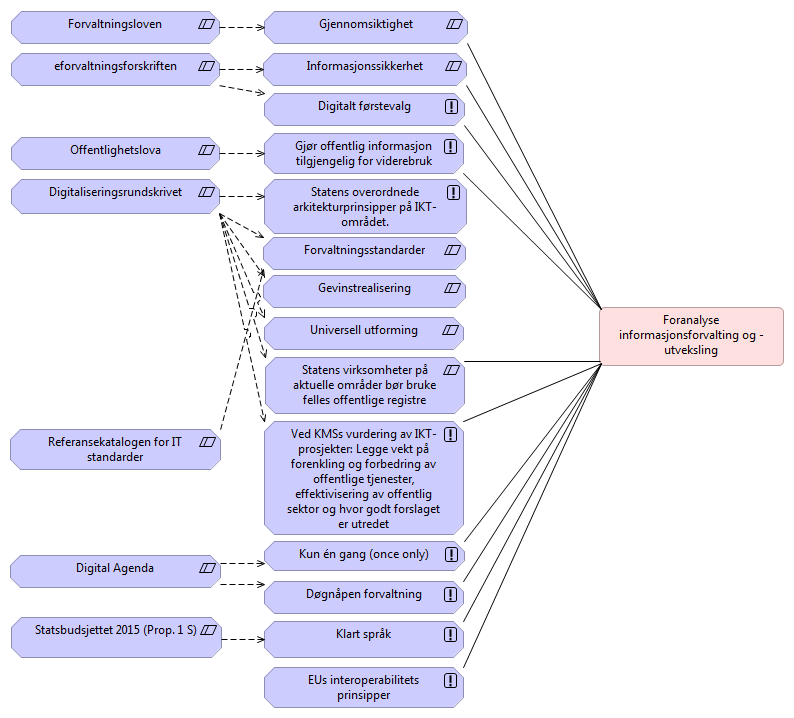 Forvaltningsloven
eforvaltningsforskriften
Offentlighetslova
Digitaliseringsrundskrivet
Referansekatalogen for IT
standarder
Digital Agenda
Statsbudsjettet 2015 (Prop. 1 S)
Gjennomsiktighet
Informasjonssikkerhet
Digitalt førstevalg
Gjør offentlig informasjon
tilgjengelig for viderebruk
Statens overordnede
arkitekturprinsipper på IKT-
området.
Forvaltningsstandarder
Gevinstrealisering
Universell utforming
Statens virksomheter på
aktuelle områder bør bruke
felles offentlige registre
Ved KMSs vurdering av IKT-
prosjekter: Legge vekt på
forenkling og forbedring av
offentlige tjenester,
effektivisering av offentlig
sektor og hvor godt forslaget
er utredet
Kun én gang (once only)
Døgnåpen forvaltning
Klart språk
EUs interoperabilitets
prinsipper
Foranalyse
informasjonsforvalting og -
utveksling